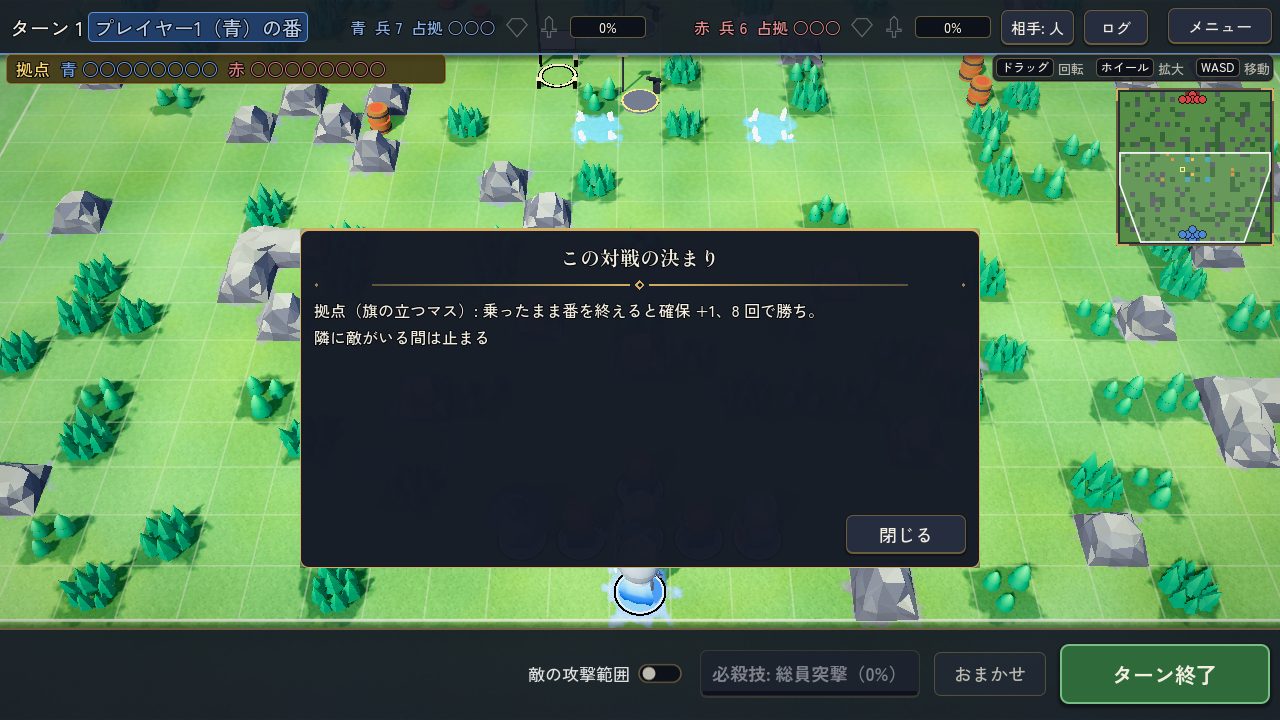 ターン 1 プレイヤー1（青）の番 青 兵 7 占拠 〇〇〇 0% 赤 兵 6 占拠 〇〇〇 0% 相手: 人 ログ メニュー
拠点 青 〇〇〇〇〇〇〇〇 赤 〇〇〇〇〇〇〇〇 ドラッグ 回転 ホイール 拡大 WASD 移動
この対戦の決まり
拠点（旗の立つマス）: 乗ったまま番を終えると確保 +1、8 回で勝ち。
隣に敵がいる間は止まる
閉じる
敵の攻撃範囲 必殺技: 総員突撃（0%） おまかせ ターン終了